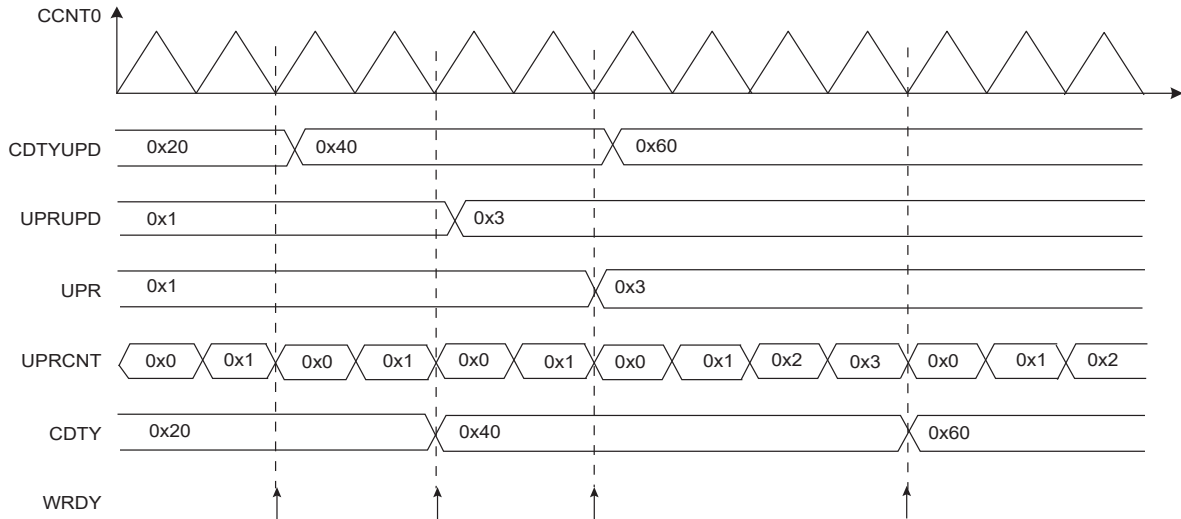 CCNT0
CDTYUPD 0x20 0x40 0x60
UPRUPD 0x1 0x3
UPR 0x1 0x3
UPRCNT 0x0 0x1 0x0 0x1 0x0 0x1 0x0 0x1 0x2 0x3 0x0 0x1 0x2
CDTY 0x20 0x40 0x60
WRDY